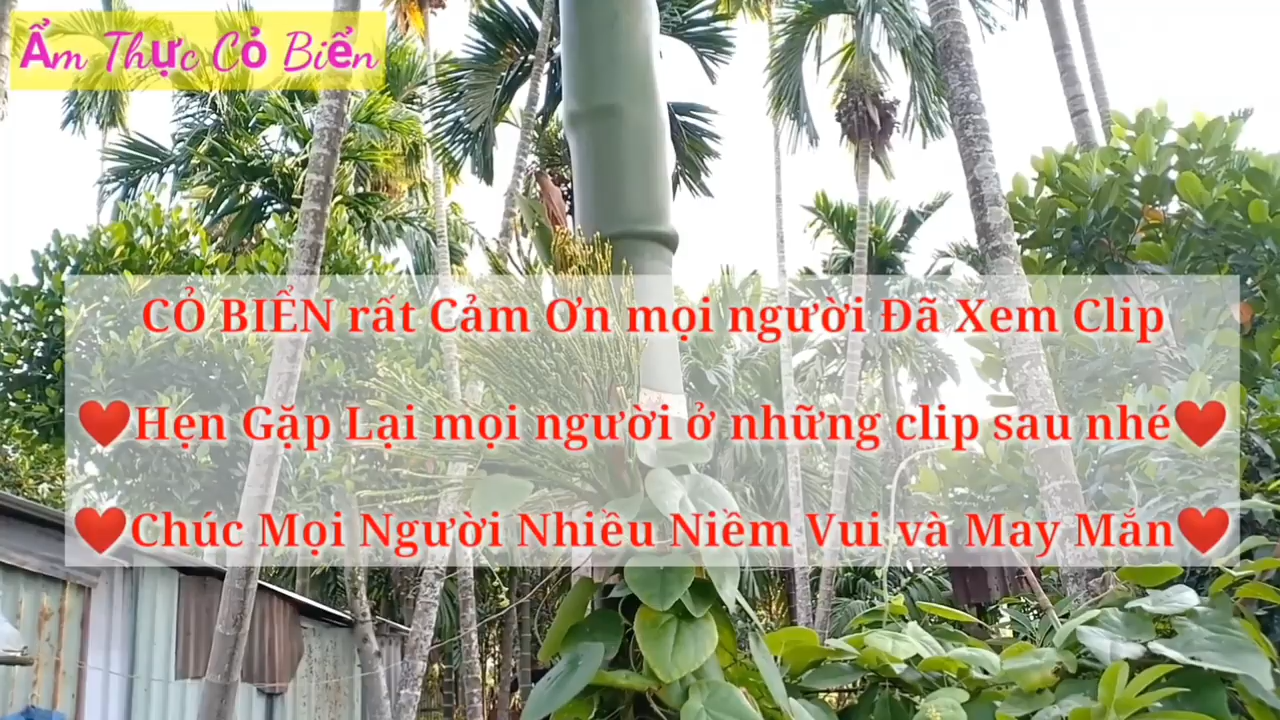 Ẩm Thực Cỏ Biển
CỎ BIỂN rất Cảm Ơn mọi người Đã Xem Clip
❤️Hẹn Gặp Lại mọi người ở những clip sau nhé❤️
❤️Chúc Mọi Người Nhiều Niềm Vui và May Mắn❤️